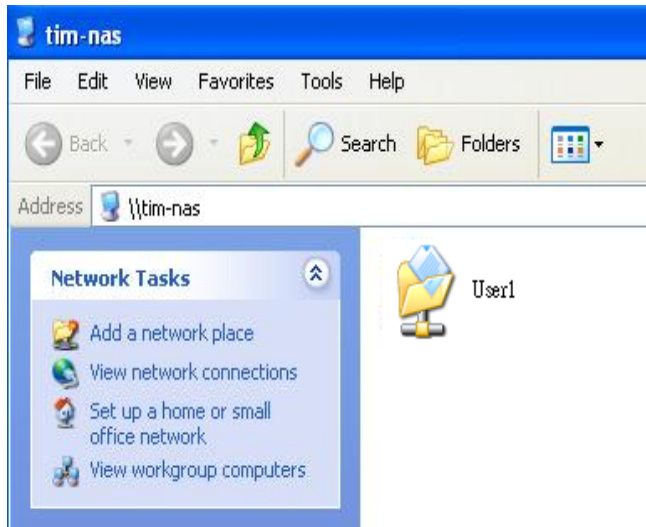 tim-nas
File Edit View Favorites Tools Help
Back Search Folders
Address \\tim-nas
Network Tasks
Add a network place
View network connections
Set up a home or small
office network
View workgroup computers
User1